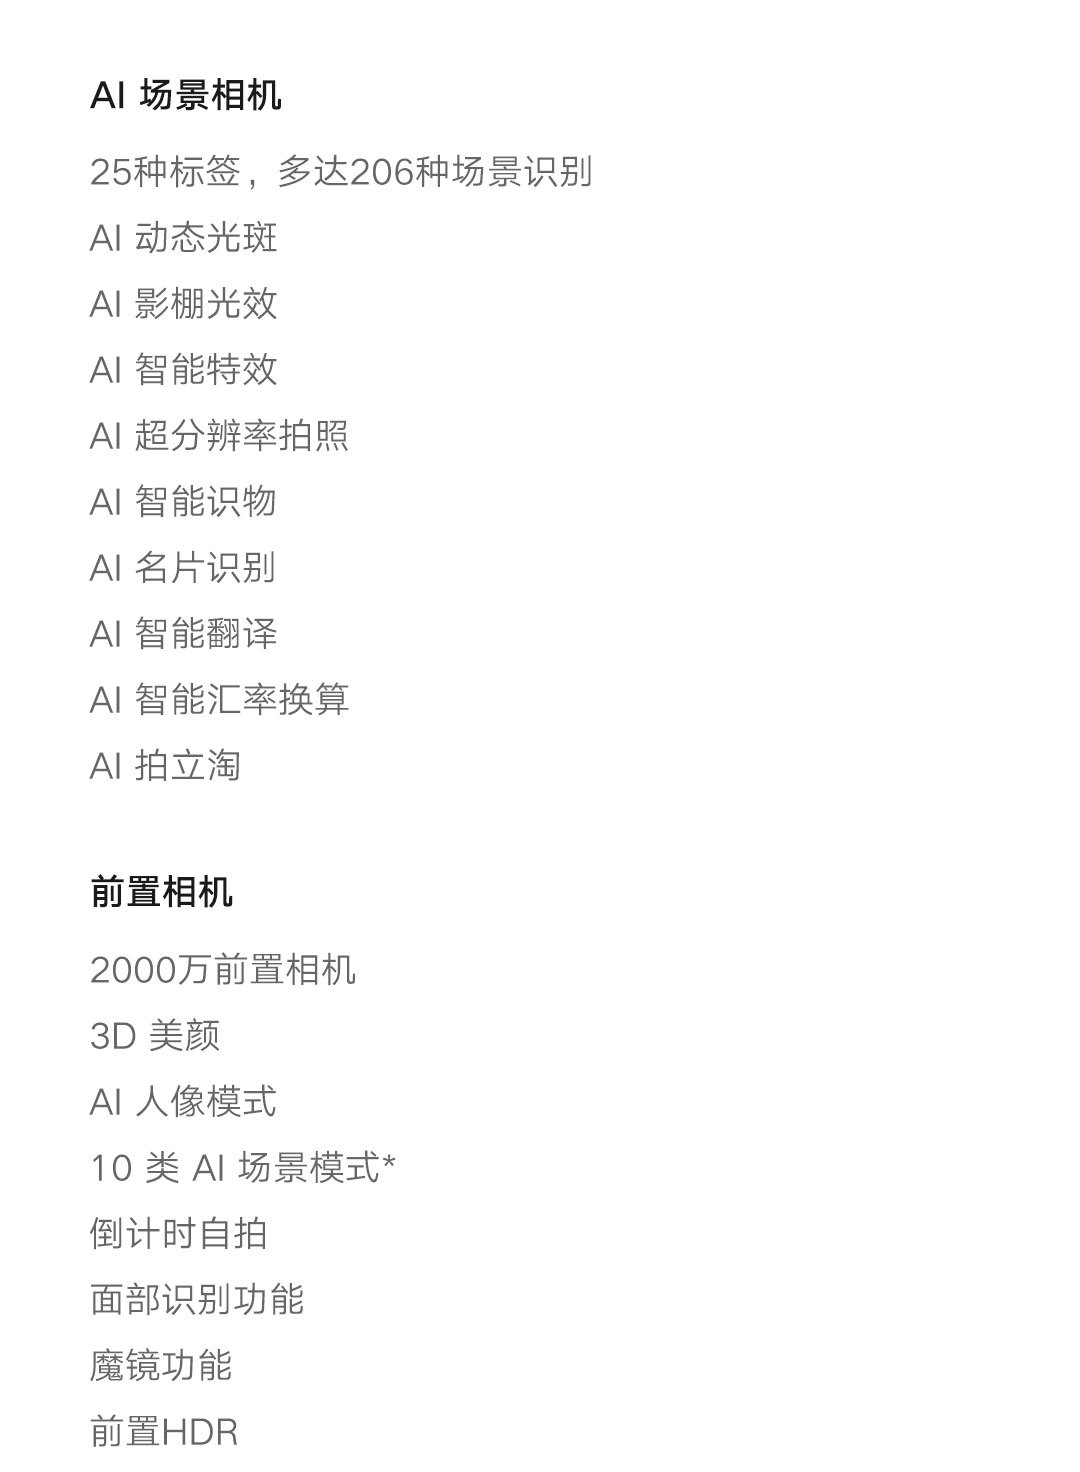 AI 场景相机
25种标签，多达206种场景识别
AI 动态光斑
AI 影棚光效
AI 智能特效
AI 超分辨率拍照
AI 智能识物
AI 名片识别
AI 智能翻译
AI 智能汇率换算
AI 拍立淘
前置相机
2000万前置相机
3D 美颜
AI 人像模式
10 类 AI 场景模式*
倒计时自拍
面部识别功能
魔镜功能
前置HDR